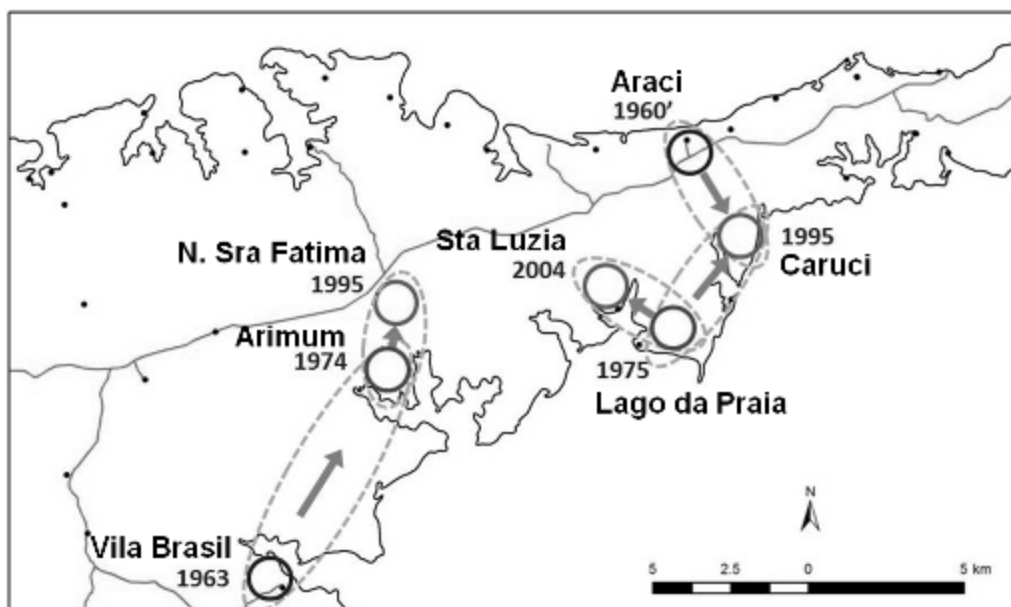 Araci
1960’
N. Sra Fatima
1995
Sta Luzia
2004
1995
Caruci
Arimum
1974
1975
Lago da Praia
Vila Brasil
1963
N
5 2.5 0 5 km